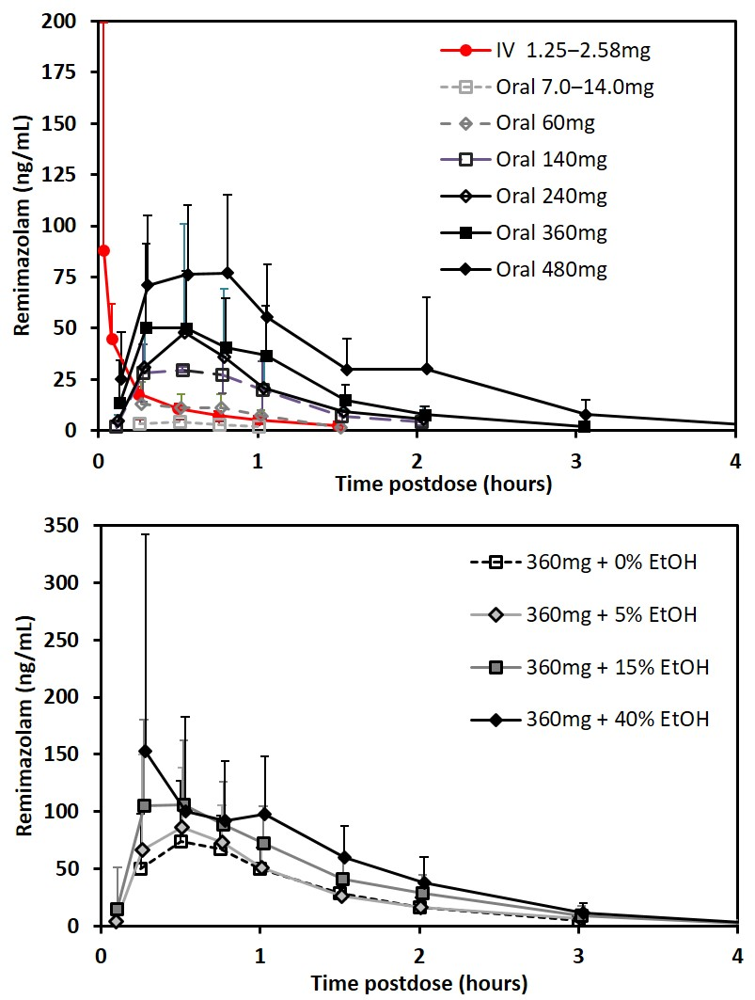 200
175
150
125
100
75
50
25
0
Remimazolam (ng/mL)
IV 1.25–2.58mg
Oral 7.0–14.0mg
Oral 60mg
Oral 140mg
Oral 240mg
Oral 360mg
Oral 480mg
0 1 2 3 4
Time postdose (hours)
350
300
250
200
150
100
50
0
Remimazolam (ng/mL)
360mg + 0% EtOH
360mg + 5% EtOH
360mg + 15% EtOH
360mg + 40% EtOH
0 1 2 3 4
Time postdose (hours)